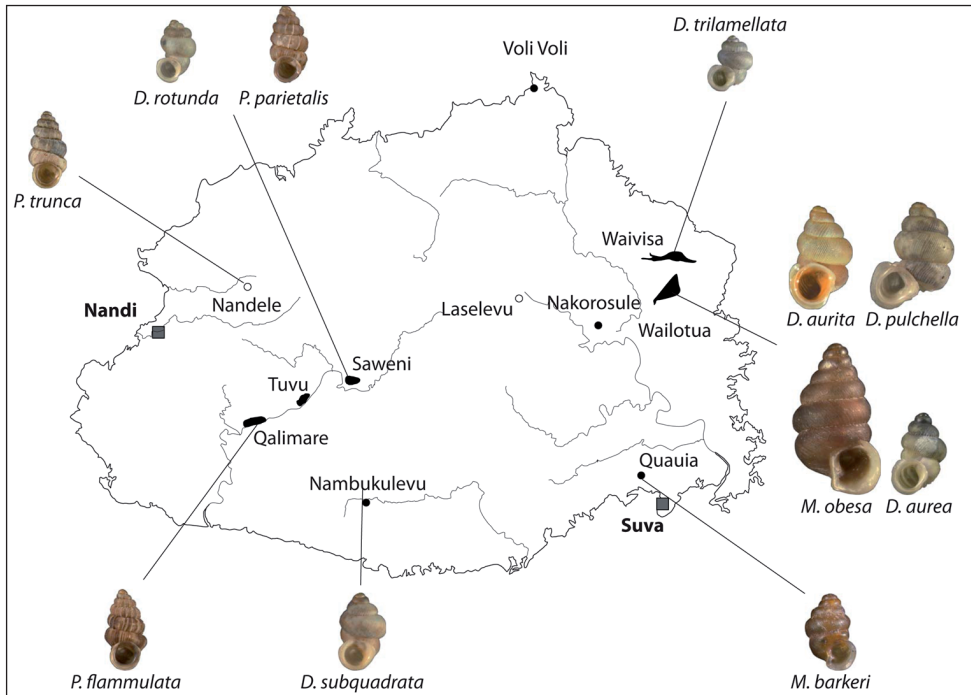 D. trilamellata
Voli Voli
D. rotunda
P. parietalis
P. trunca
Waivisa
Nandele
Laselevu
Nakorosule
Nandi
Wailotua
D. aurita
D. pulchella
Saweni
Tuvu
Qalimare
Quauia
Nambukulevu
M. obesa
D. aurea
Suva
P. flammulata
D. subquadrata
M. barkeri